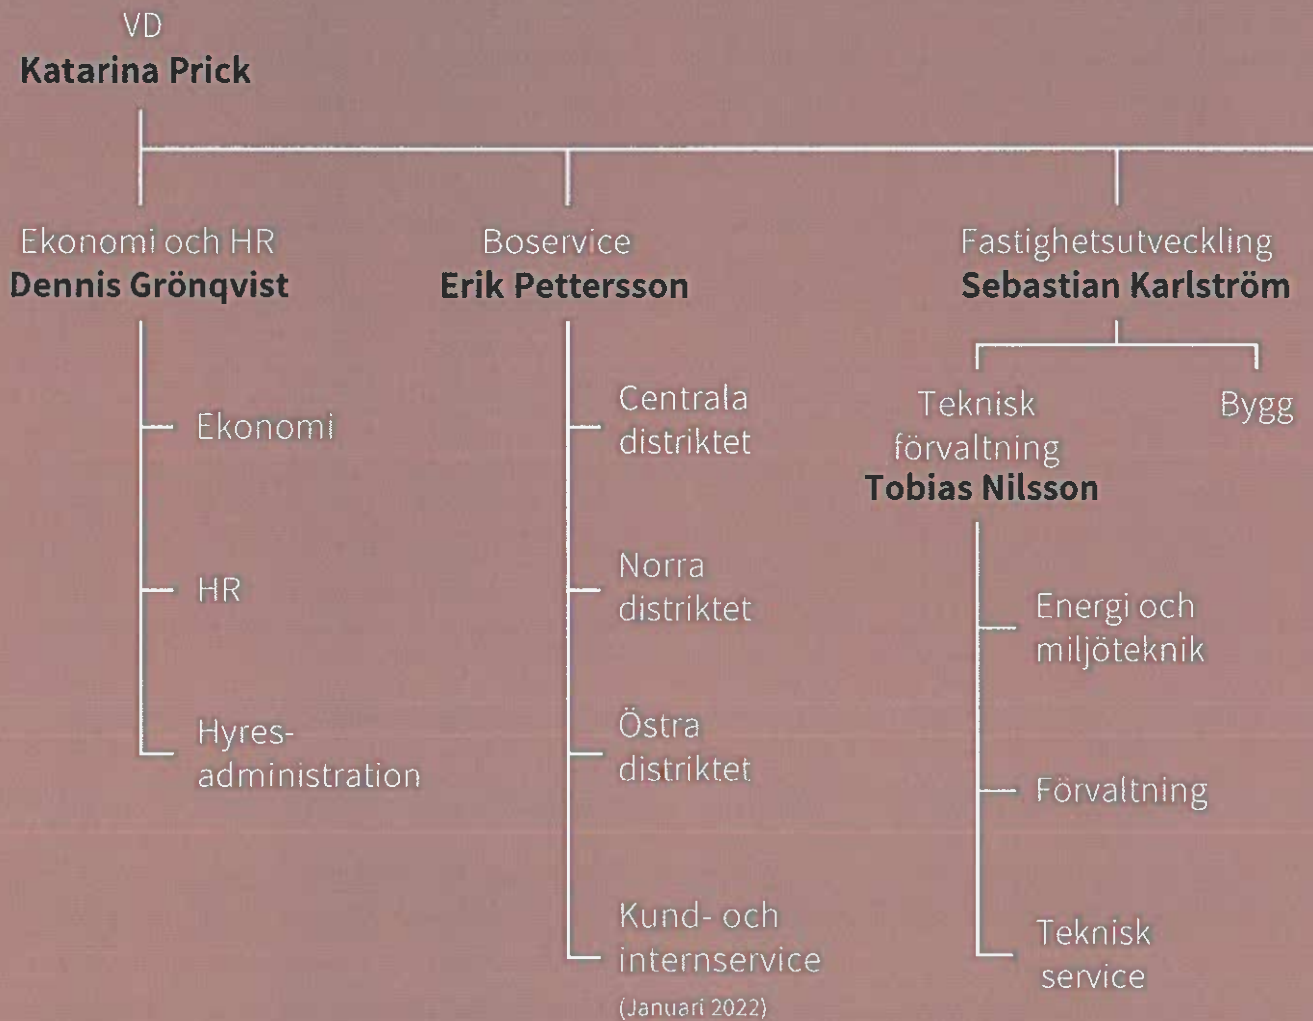 VD
Katarina Prick
Ekonomi och HR
Dennis Grönqvist
Ekonomi
HR
Hyres-
administration
Boservice
Erik Pettersson
Centrala
distriktet
Norra
distriktet
Östra
distriktet
Kund- och
internservice
(Januari 2022)
Fastighetsutveckling
Sebastian Karlström
Teknisk
förvaltning
Tobias Nilsson
Energi och
miljöteknik
Förvaltning
Teknisk
service
Bygg